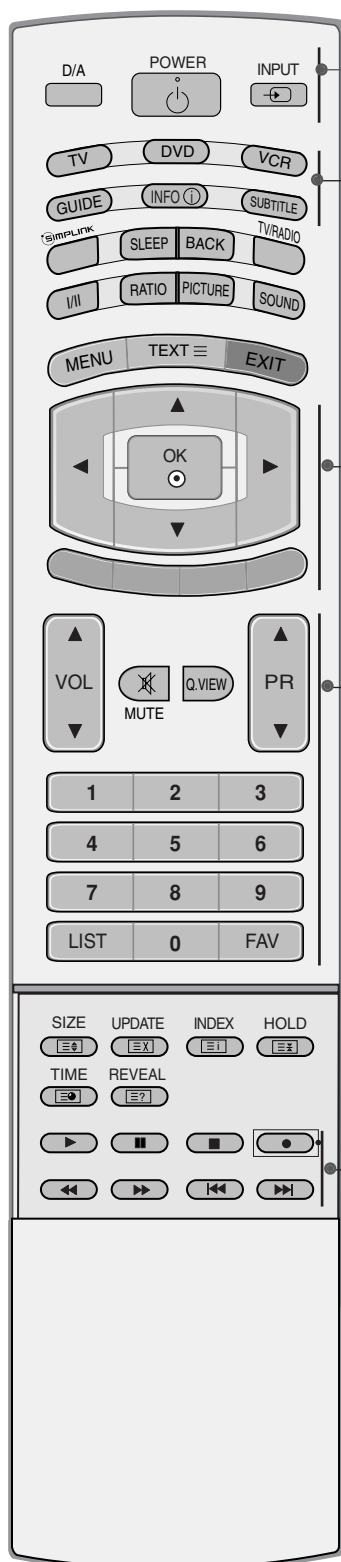 D/A POWER INPUT
TV DVD VCR
GUIDE INFO i SUBTITLE
SIMPLINK SLEEP BACK TV/RADIO
I/II RATIO PICTURE SOUND
MENU TEXT EXIT
OK
VOL PR
MUTE Q.VIEW
1 2 3
4 5 6
7 8 9
LIST 0 FAV
SIZE UPDATE INDEX HOLD
X i
TIME REVEAL
?